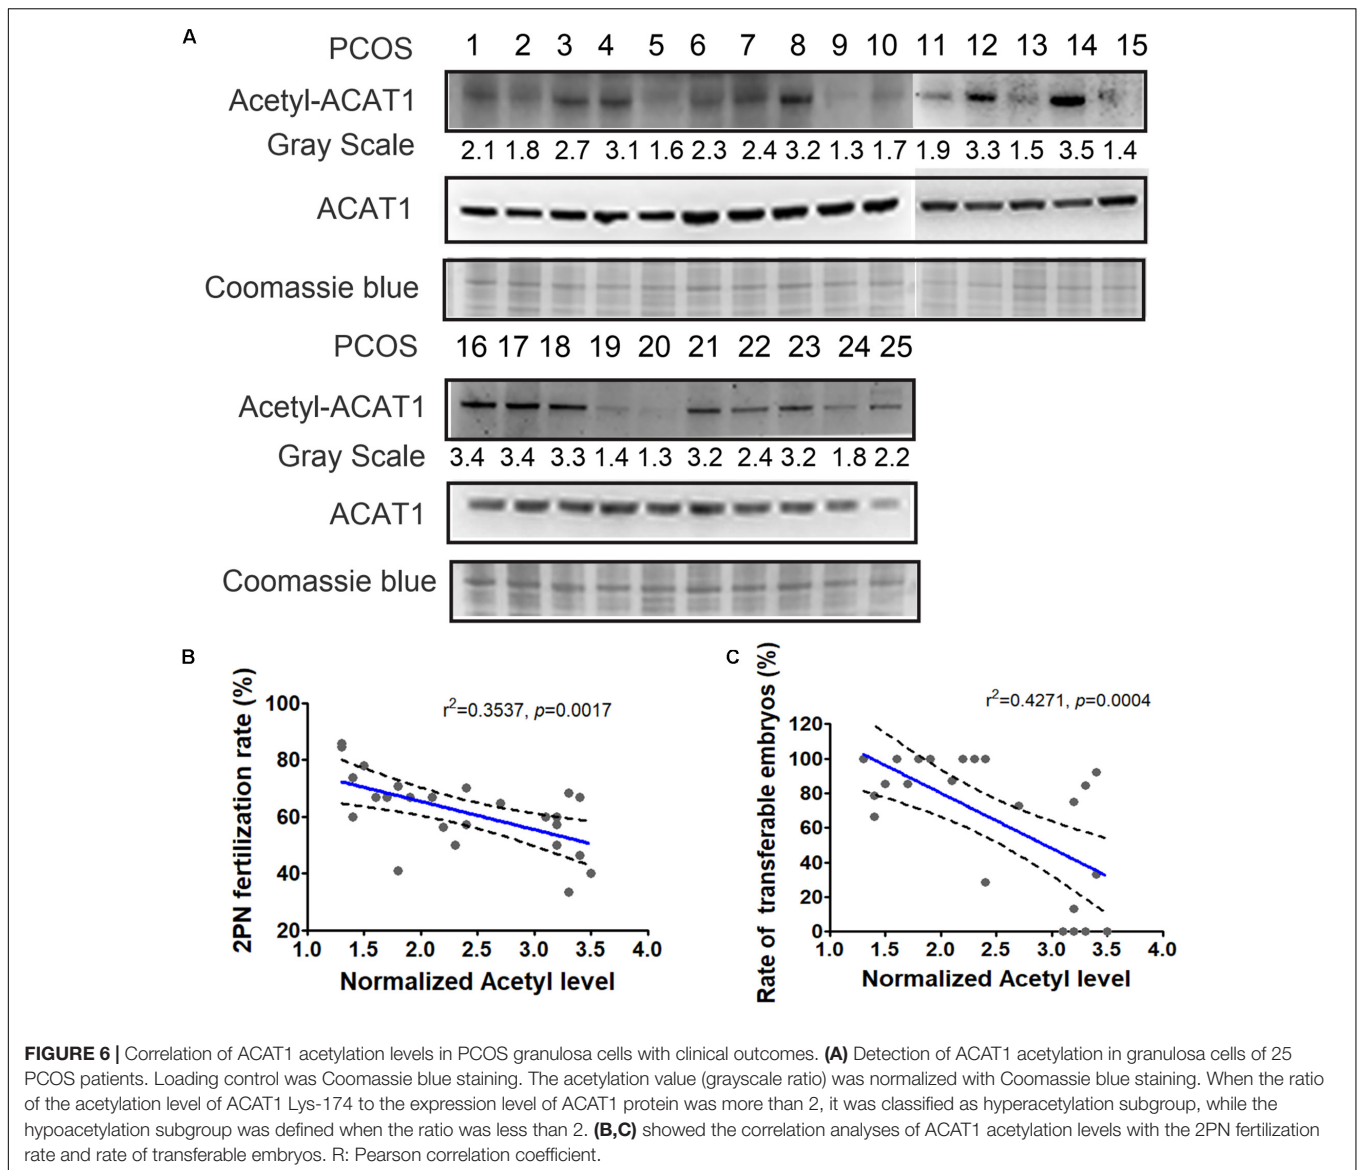 A
PCOS 1 2 3 4 5 6 7 8 9 10 11 12 13 14 15
Acetyl-ACAT1
Gray Scale 2.1 1.8 2.7 3.1 1.6 2.3 2.4 3.2 1.3 1.7 1.9 3.3 1.5 3.5 1.4
ACAT1
Coomassie blue
PCOS 16 17 18 19 20 21 22 23 24 25
Acetyl-ACAT1
Gray Scale 3.4 3.4 3.3 1.4 1.3 3.2 2.4 3.2 1.8 2.2
ACAT1
Coomassie blue
B
2PN fertilization rate (%)
r²=0.3537, p=0.0017
100
80
60
40
20
1.0 1.5 2.0 2.5 3.0 3.5 4.0
Normalized Acetyl level
C
Rate of transferable embryos (%)
r²=0.4271, p=0.0004
120
100
80
60
40
20
0
1.0 1.5 2.0 2.5 3.0 3.5 4.0
Normalized Acetyl level
FIGURE 6 | Correlation of ACAT1 acetylation levels in PCOS granulosa cells with clinical outcomes. (A) Detection of ACAT1 acetylation in granulosa cells of 25
PCOS patients. Loading control was Coomassie blue staining. The acetylation value (grayscale ratio) was normalized with Coomassie blue staining. When the ratio
of the acetylation level of ACAT1 Lys-174 to the expression level of ACAT1 protein was more than 2, it was classified as hyperacetylation subgroup, while the
hypoacetylation subgroup was defined when the ratio was less than 2. (B,C) showed the correlation analyses of ACAT1 acetylation levels with the 2PN fertilization
rate and rate of transferable embryos. R: Pearson correlation coefficient.